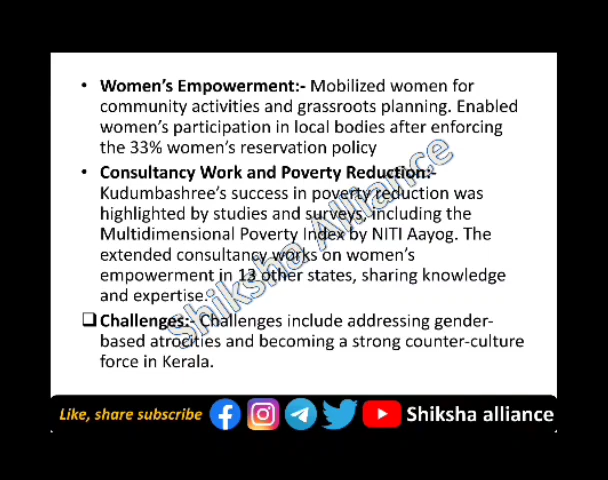 • Women's Empowerment:- Mobilized women for
community activities and grassroots planning. Enabled
women's participation in local bodies after enforcing
the 33% women's reservation policy
• Consultancy Work and Poverty Reduction:-
Kudumbashree's success in poverty reduction was
highlighted by studies and surveys, including the
Multidimensional Poverty Index by NITI Aayog. The
extended consultancy works on women's
empowerment in 13 other states, sharing knowledge
and expertise.
❑ Challenges:- Challenges include addressing gender-
based atrocities and becoming a strong counter-culture
force in Kerala.
Shiksha Alliance
Like, share subscribe Shiksha alliance